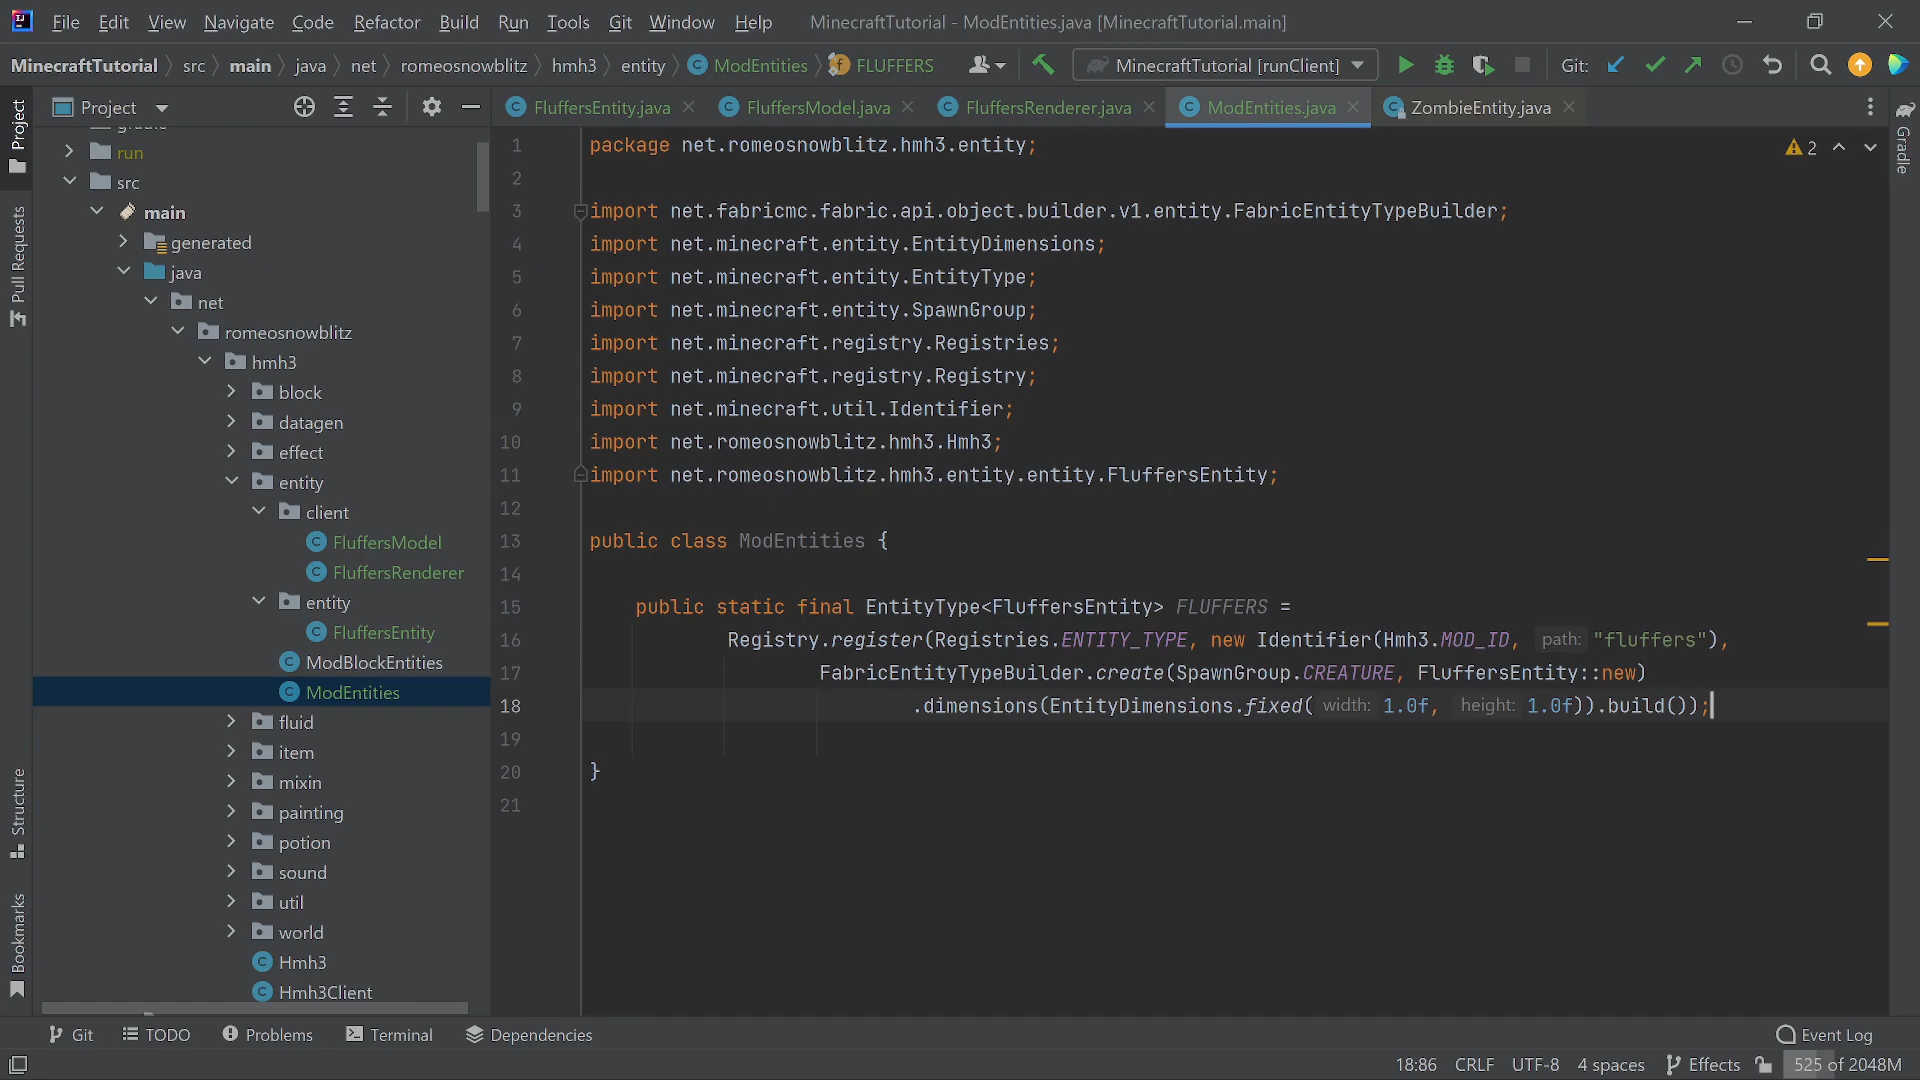 File Edit View Navigate Code Refactor Build Run Tools Git Window Help MinecraftTutorial - ModEntities.java [MinecraftTutorial.main]
MinecraftTutorial src main java net romeosnowblitz hmh3 entity ModEntities FLUFFERS MinecraftTutorial [runClient] Git:
Project FluffersEntity.java FluffersModel.java FluffersRenderer.java ModEntities.java ZombieEntity.java
Project
Pull Requests
Structure
Bookmarks
Gradle
gradle
run
src
main
generated
java
net
romeosnowblitz
hmh3
block
datagen
effect
entity
client
FluffersModel
FluffersRenderer
entity
FluffersEntity
ModBlockEntities
ModEntities
fluid
item
mixin
painting
potion
sound
util
world
Hmh3
Hmh3Client
2
1 package net.romeosnowblitz.hmh3.entity;
2
3 import net.fabricmc.fabric.api.object.builder.v1.entity.FabricEntityTypeBuilder;
4 import net.minecraft.entity.EntityDimensions;
5 import net.minecraft.entity.EntityType;
6 import net.minecraft.entity.SpawnGroup;
7 import net.minecraft.registry.Registries;
8 import net.minecraft.registry.Registry;
9 import net.minecraft.util.Identifier;
10 import net.romeosnowblitz.hmh3.Hmh3;
11 import net.romeosnowblitz.hmh3.entity.entity.FluffersEntity;
12
13 public class ModEntities {
14
15 public static final EntityType<FluffersEntity> FLUFFERS =
16 Registry.register(Registries.ENTITY_TYPE, new Identifier(Hmh3.MOD_ID, path: "fluffers"),
17 FabricEntityTypeBuilder.create(SpawnGroup.CREATURE, FluffersEntity::new)
18 .dimensions(EntityDimensions.fixed( width: 1.0f, height: 1.0f)).build());
19
20 }
21
Git TODO Problems Terminal Dependencies Event Log
18:86 CRLF UTF-8 4 spaces Effects 525 of 2048M